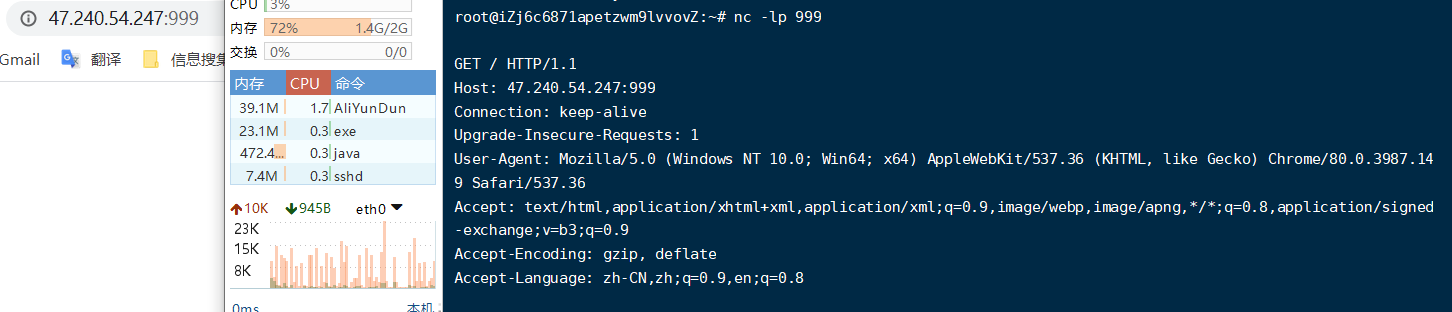 47.240.54.247:999
Gmail
翻译
信息搜集
CPU 3%
内存 72% 1.4G/2G
交换 0% 0/0
内存 CPU 命令
39.1M 1.7 AliYunDun
23.1M 0.3 exe
472.4... 0.3 java
7.4M 0.3 sshd
10K 945B eth0
23K
15K
8K
0ms 本机
root@iZj6c6871apetzwm9lvvovZ:~# nc -lp 999
GET / HTTP/1.1
Host: 47.240.54.247:999
Connection: keep-alive
Upgrade-Insecure-Requests: 1
User-Agent: Mozilla/5.0 (Windows NT 10.0; Win64; x64) AppleWebKit/537.36 (KHTML, like Gecko) Chrome/80.0.3987.14
9 Safari/537.36
Accept: text/html,application/xhtml+xml,application/xml;q=0.9,image/webp,image/apng,*/*;q=0.8,application/signed
-exchange;v=b3;q=0.9
Accept-Encoding: gzip, deflate
Accept-Language: zh-CN,zh;q=0.9,en;q=0.8